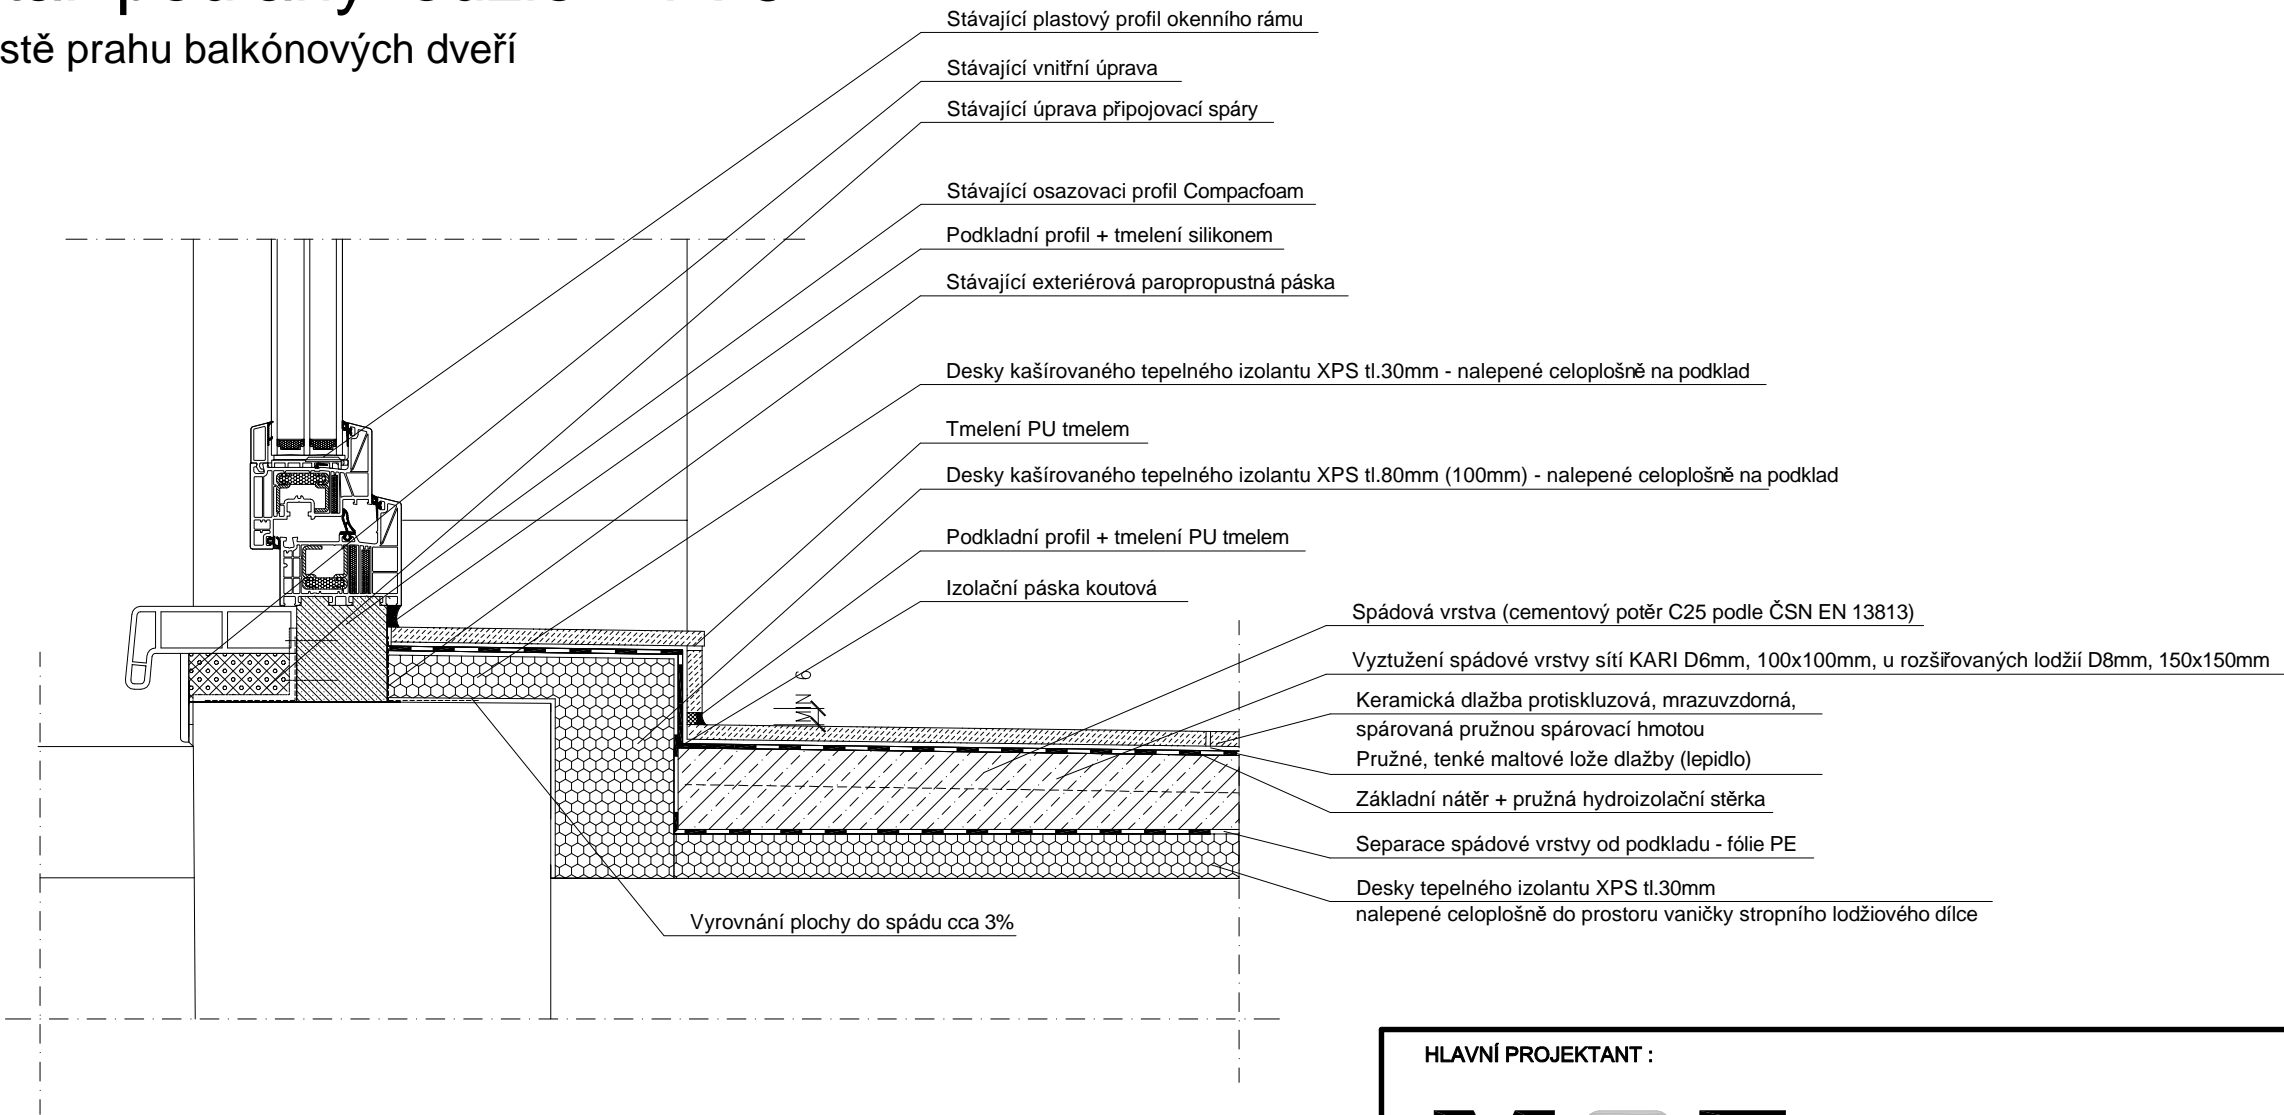 istě prahu balkónových dveří
Stávající plastový profil okenního rámu
Stávající vnitřní úprava
Stávající úprava připojovací spáry
Stávající osazovaci profil Compacfoam
Podkladní profil + tmelení silikonem
Stávající exteriérová paropropustná páska
Desky kašírovaného tepelného izolantu XPS tl.30mm - nalepené celoplošně na podklad
Tmelení PU tmelem
Desky kašírovaného tepelného izolantu XPS tl.80mm (100mm) - nalepené celoplošně na podklad
Podkladní profil + tmelení PU tmelem
Izolační páska koutová
Spádová vrstva (cementový potěr C25 podle ČSN EN 13813)
Vyztužení spádové vrstvy sítí KARI D6mm, 100x100mm, u rozšiřovaných lodžií D8mm, 150x150mm
MIN 6
Keramická dlažba protiskluzová, mrazuvzdorná,
spárovaná pružnou spárovací hmotou
Pružné, tenké maltové lože dlažby (lepidlo)
Základní nátěr + pružná hydroizolační stěrka
Separace spádové vrstvy od podkladu - fólie PE
Desky tepelného izolantu XPS tl.30mm
nalepené celoplošně do prostoru vaničky stropního lodžiového dílce
Vyrovnání plochy do spádu cca 3%
HLAVNÍ PROJEKTANT :